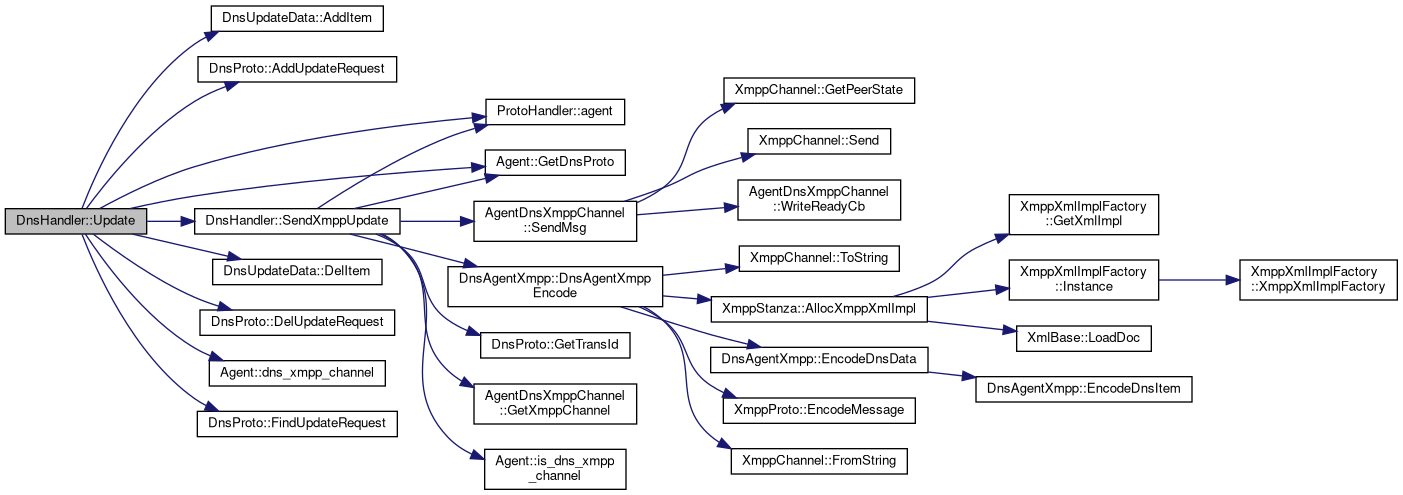 DnsHandler::Update
DnsUpdateData::AddItem
DnsProto::AddUpdateRequest
DnsHandler::SendXmppUpdate
DnsUpdateData::DelItem
DnsProto::DelUpdateRequest
Agent::dns_xmpp_channel
DnsProto::FindUpdateRequest
ProtoHandler::agent
Agent::GetDnsProto
AgentDnsXmppChannel
::SendMsg
DnsAgentXmpp::DnsAgentXmpp
Encode
DnsProto::GetTransId
AgentDnsXmppChannel
::GetXmppChannel
Agent::is_dns_xmpp
_channel
XmppChannel::GetPeerState
XmppChannel::Send
AgentDnsXmppChannel
::WriteReadyCb
XmppChannel::ToString
XmppStanza::AllocXmppXmlImpl
DnsAgentXmpp::EncodeDnsData
XmppProto::EncodeMessage
XmppChannel::FromString
XmppXmlImplFactory
::GetXmlImpl
XmppXmlImplFactory
::Instance
XmlBase::LoadDoc
DnsAgentXmpp::EncodeDnsItem
XmppXmlImplFactory
::XmppXmlImplFactory